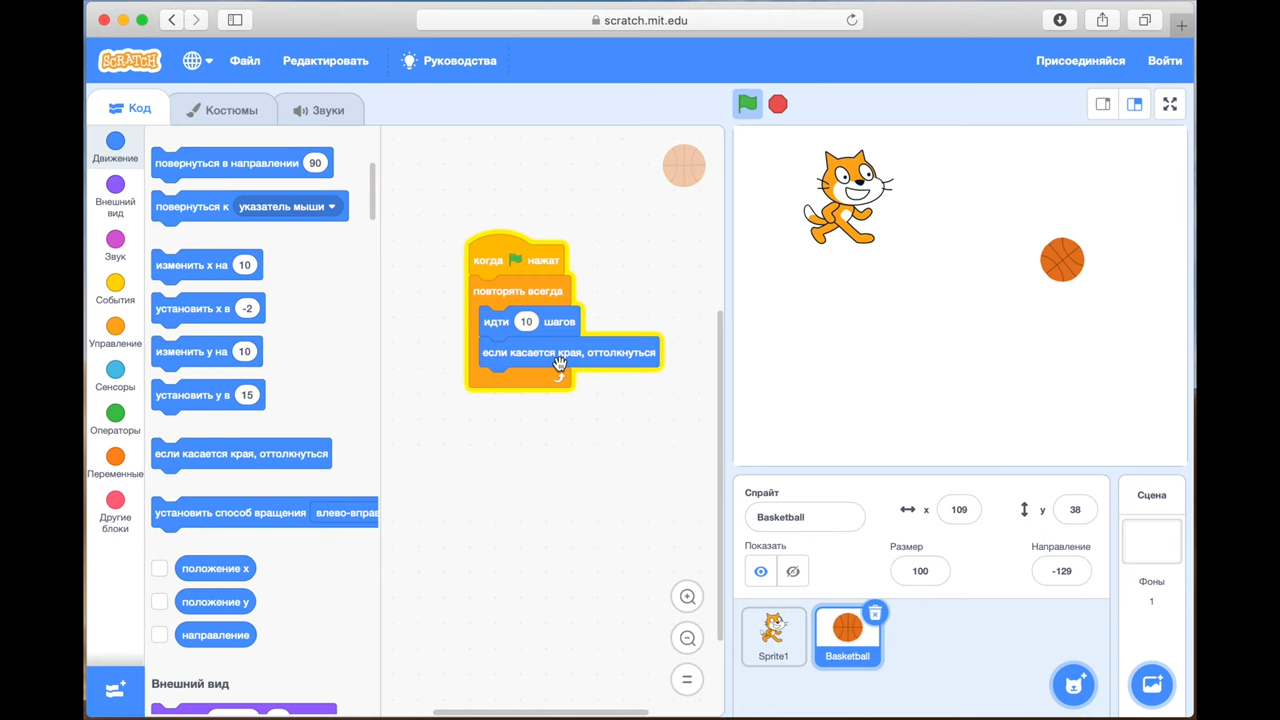 scratch.mit.edu
SCRATCH
Файл
Редактировать
Руководства
Присоединяйся
Войти
Код
Костюмы
Звуки
Движение
Внешний
вид
Звук
События
Управление
Сенсоры
Операторы
Переменные
Другие
блоки
повернуться в направлении 90
повернуться к указатель мыши
изменить x на 10
установить x в -2
изменить y на 10
установить y в 15
если касается края, оттолкнуться
установить способ вращения влево-вправ
положение x
положение y
направление
Внешний вид
когда нажат
повторять всегда
идти 10 шагов
если касается края, оттолкнуться
Спрайт
Basketball
x 109
y 38
Показать
Размер
100
Направление
-129
Sprite1
Basketball
Сцена
Фоны
1